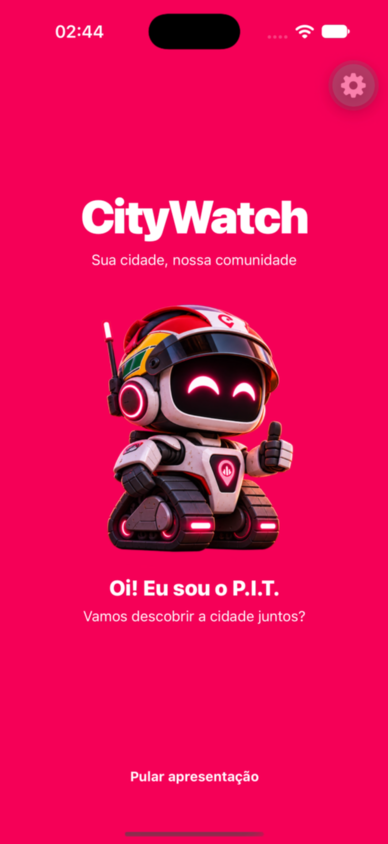 02:44
CityWatch
Sua cidade, nossa comunidade
Oi! Eu sou o P.I.T.
Vamos descobrir a cidade juntos?
Pular apresentação